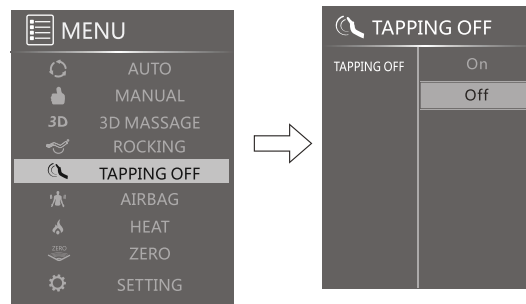 MENU
AUTO
MANUAL
3D 3D MASSAGE
ROCKING
TAPPING OFF
AIRBAG
HEAT
ZERO ZERO
SETTING
TAPPING OFF
TAPPING OFF On
Off